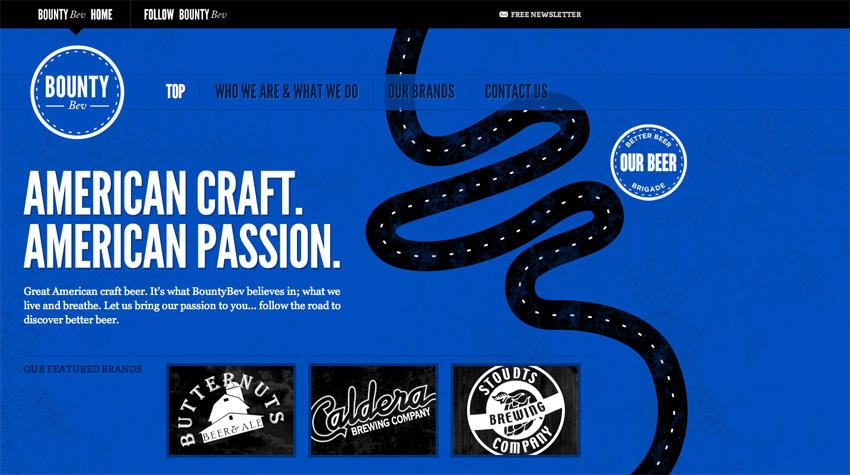 BOUNTY Bev HOME
FOLLOW BOUNTY Bev
FREE NEWSLETTER
BOUNTY
Bev
TOP
WHO WE ARE & WHAT WE DO
OUR BRANDS
CONTACT US
BETTER BEER
OUR BEER
BRIGADE
AMERICAN CRAFT.
AMERICAN PASSION.
Great American craft beer. It's what BountyBev believes in; what we
live and breathe. Let us bring our passion to you... follow the road to
discover better beer.
OUR FEATURED BRANDS
BUTTERNUTS
BEER & ALE
Caldera
BREWING COMPANY
STOUDTS
BREWING
COMPANY